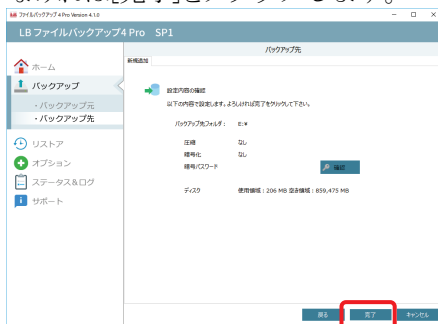 LB ファイルバックアップ4 Pro Version 4.1.0
LB ファイルバックアップ4 Pro SP1
ホーム
バックアップ
・バックアップ元
・バックアップ先
リストア
オプション
ステータス&ログ
サポート
バックアップ先
新規追加
設定内容の確認
以下の内容で設定します。よろしければ完了をクリックして下さい。
バックアップ先フォルダ： E:¥
圧縮 なし
暗号化 なし
暗号パスワード 確認
ディスク 使用領域：206 MB 空き領域：859,475 MB
戻る 完了 キャンセル